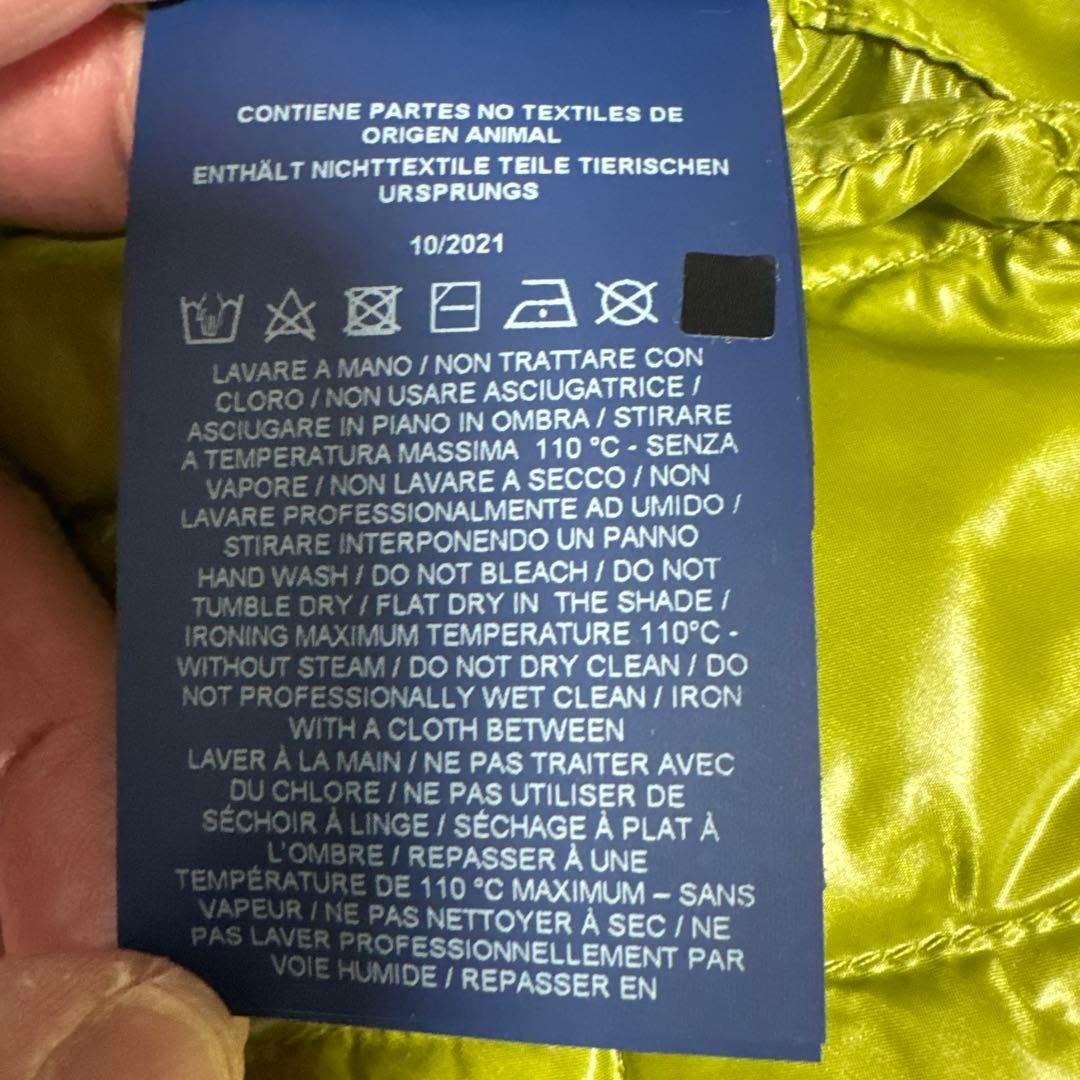 CONTIENE PARTES NO TEXTILES DE
ORIGEN ANIMAL
ENTHÄLT NICHTTEXTILE TEILE TIERISCHEN
URSPRUNGS
10/2021
LAVARE A MANO / NON TRATTARE CON
CLORO / NON USARE ASCIUGATRICE /
ASCIUGARE IN PIANO IN OMBRA / STIRARE
A TEMPERATURA MASSIMA 110 °C - SENZA
VAPORE / NON LAVARE A SECCO / NON
LAVARE PROFESSIONALMENTE AD UMIDO /
STIRARE INTERPONENDO UN PANNO
HAND WASH / DO NOT BLEACH / DO NOT
TUMBLE DRY / FLAT DRY IN THE SHADE /
IRONING MAXIMUM TEMPERATURE 110°C -
WITHOUT STEAM / DO NOT DRY CLEAN / DO
NOT PROFESSIONALLY WET CLEAN / IRON
WITH A CLOTH BETWEEN
LAVER À LA MAIN / NE PAS TRAITER AVEC
DU CHLORE / NE PAS UTILISER DE
SÉCHOIR À LINGE / SÉCHAGE À PLAT À
L'OMBRE / REPASSER À UNE
TEMPÉRATURE DE 110 °C MAXIMUM – SANS
VAPEUR / NE PAS NETTOYER À SEC / NE
PAS LAVER PROFESSIONNELLEMENT PAR
VOIE HUMIDE / REPASSER EN